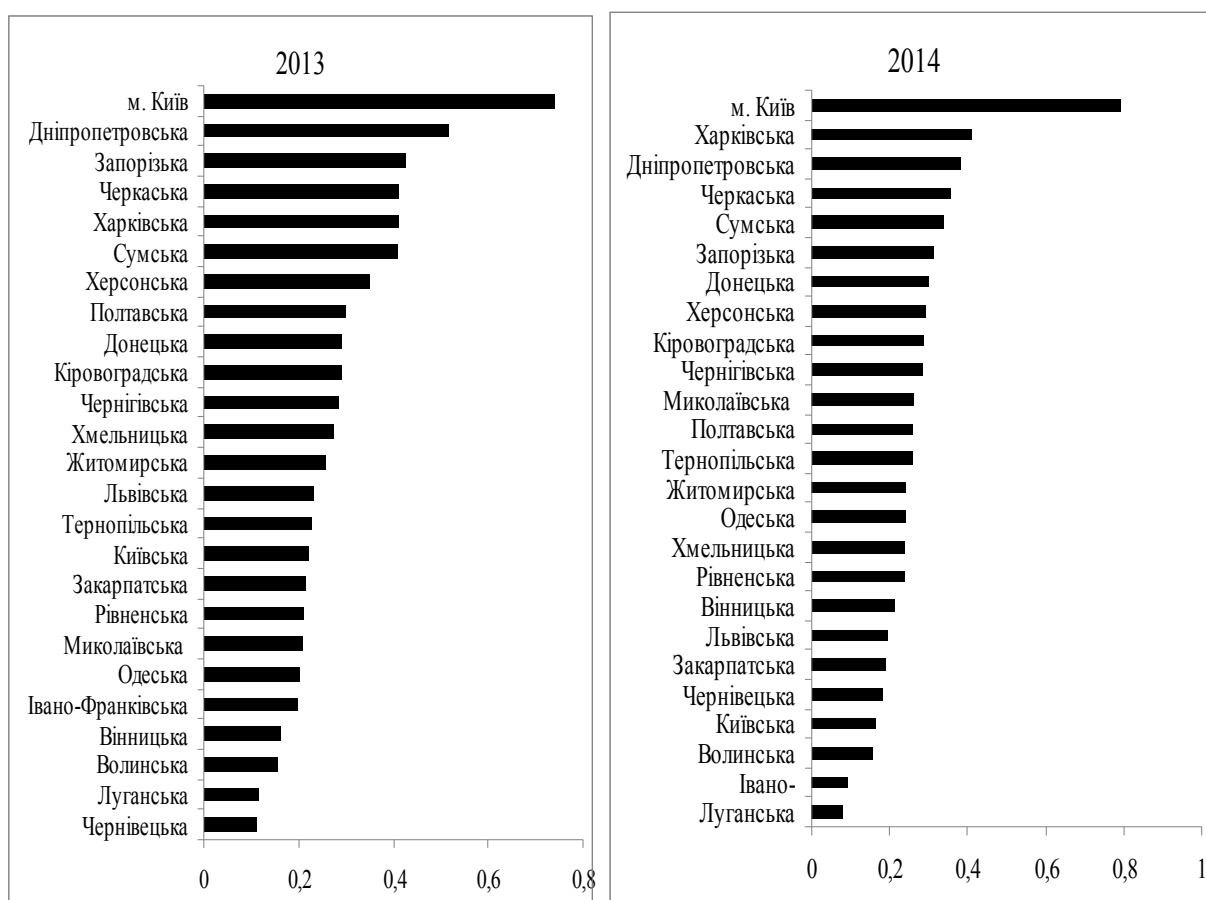 2013
м. Київ
Дніпропетровська
Запорізька
Черкаська
Харківська
Сумська
Херсонська
Полтавська
Донецька
Кіровоградська
Чернігівська
Хмельницька
Житомирська
Львівська
Тернопільська
Київська
Закарпатська
Рівненська
Миколаївська
Одеська
Івано-Франківська
Вінницька
Волинська
Луганська
Чернівецька
0 0,2 0,4 0,6 0,8
2014
м. Київ
Харківська
Дніпропетровська
Черкаська
Сумська
Запорізька
Донецька
Херсонська
Кіровоградська
Чернігівська
Миколаївська
Полтавська
Тернопільська
Житомирська
Одеська
Хмельницька
Рівненська
Вінницька
Львівська
Закарпатська
Чернівецька
Київська
Волинська
Івано-
Луганська
0 0,2 0,4 0,6 0,8 1